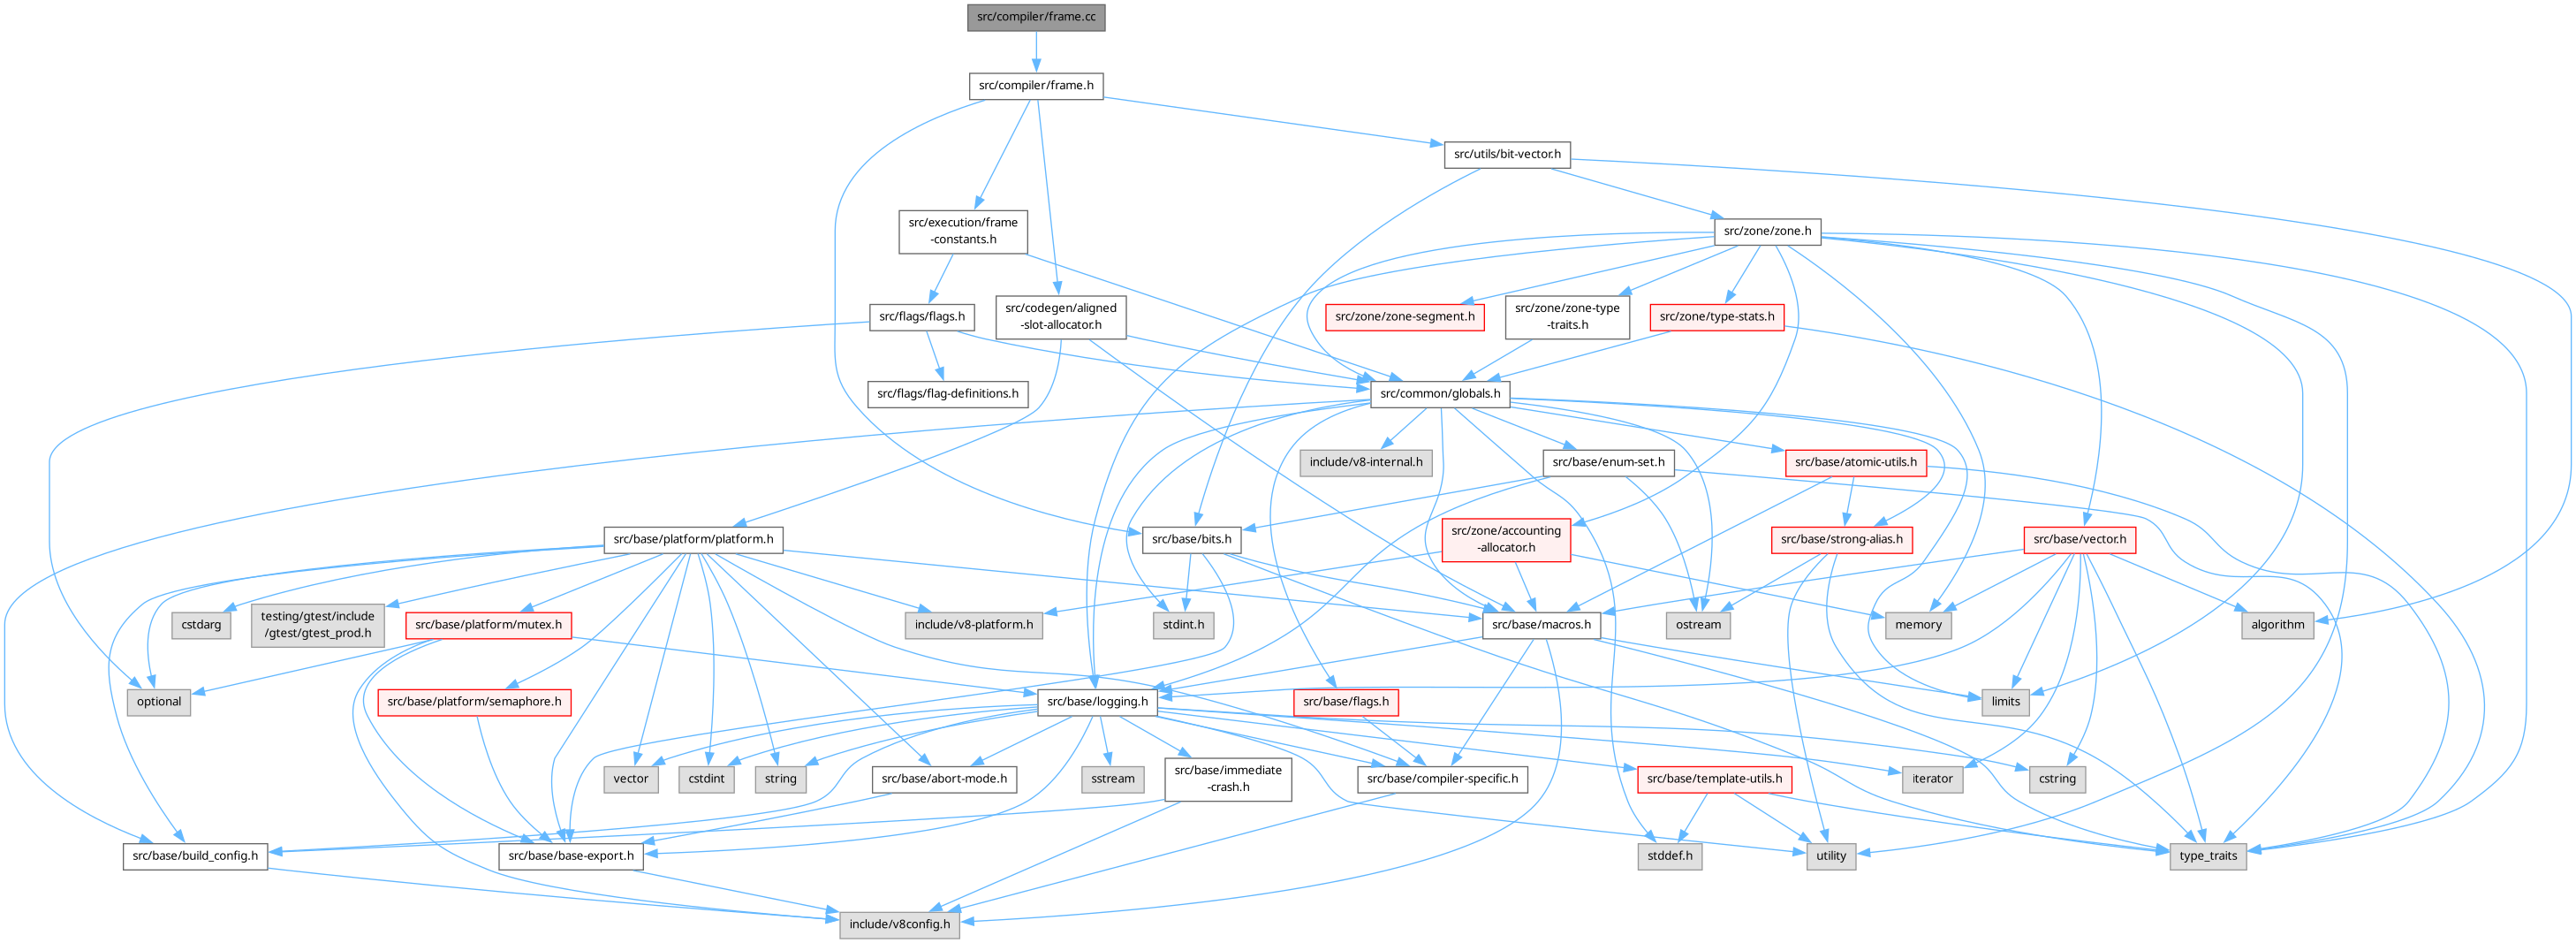 src/compiler/frame.cc
src/compiler/frame.h
src/utils/bit-vector.h
src/execution/frame
-constants.h
src/zone/zone.h
src/flags/flags.h
src/codegen/aligned
-slot-allocator.h
src/zone/zone-segment.h
src/zone/zone-type
-traits.h
src/zone/type-stats.h
src/flags/flag-definitions.h
src/common/globals.h
include/v8-internal.h
src/base/enum-set.h
src/base/atomic-utils.h
src/base/platform/platform.h
src/base/bits.h
src/zone/accounting
-allocator.h
src/base/strong-alias.h
src/base/vector.h
cstdarg
testing/gtest/include
/gtest/gtest_prod.h
src/base/platform/mutex.h
include/v8-platform.h
stdint.h
src/base/macros.h
ostream
memory
algorithm
optional
src/base/platform/semaphore.h
src/base/logging.h
src/base/flags.h
limits
vector
cstdint
string
src/base/abort-mode.h
sstream
src/base/immediate
-crash.h
src/base/compiler-specific.h
src/base/template-utils.h
iterator
cstring
src/base/build_config.h
src/base/base-export.h
stddef.h
utility
type_traits
include/v8config.h